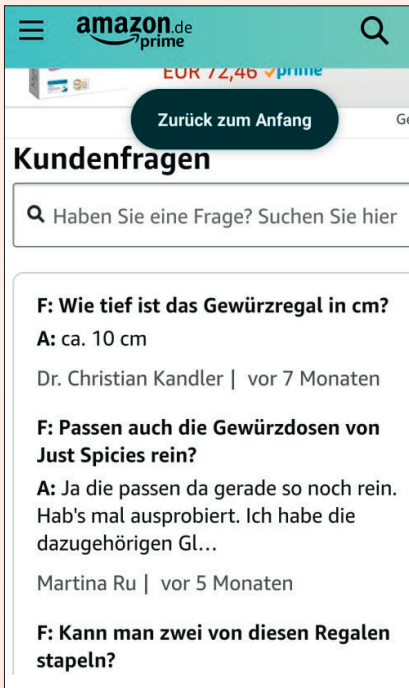 amazon.de
prime
EUR 72,46 prime
Zurück zum Anfang
Ge
Kundenfragen
Haben Sie eine Frage? Suchen Sie hier
F: Wie tief ist das Gewürzregal in cm?
A: ca. 10 cm
Dr. Christian Kandler | vor 7 Monaten
F: Passen auch die Gewürzdosen von
Just Spicies rein?
A: Ja die passen da gerade so noch rein.
Hab's mal ausprobiert. Ich habe die
dazugehörigen Gl…
Martina Ru | vor 5 Monaten
F: Kann man zwei von diesen Regalen
stapeln?